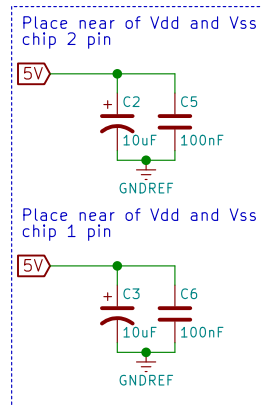 Place near of Vdd and Vss
chip 2 pin
5V
+ C2 C5
10uF 100nF
GNDREF
Place near of Vdd and Vss
chip 1 pin
5V
+ C3 C6
10uF 100nF
GNDREF